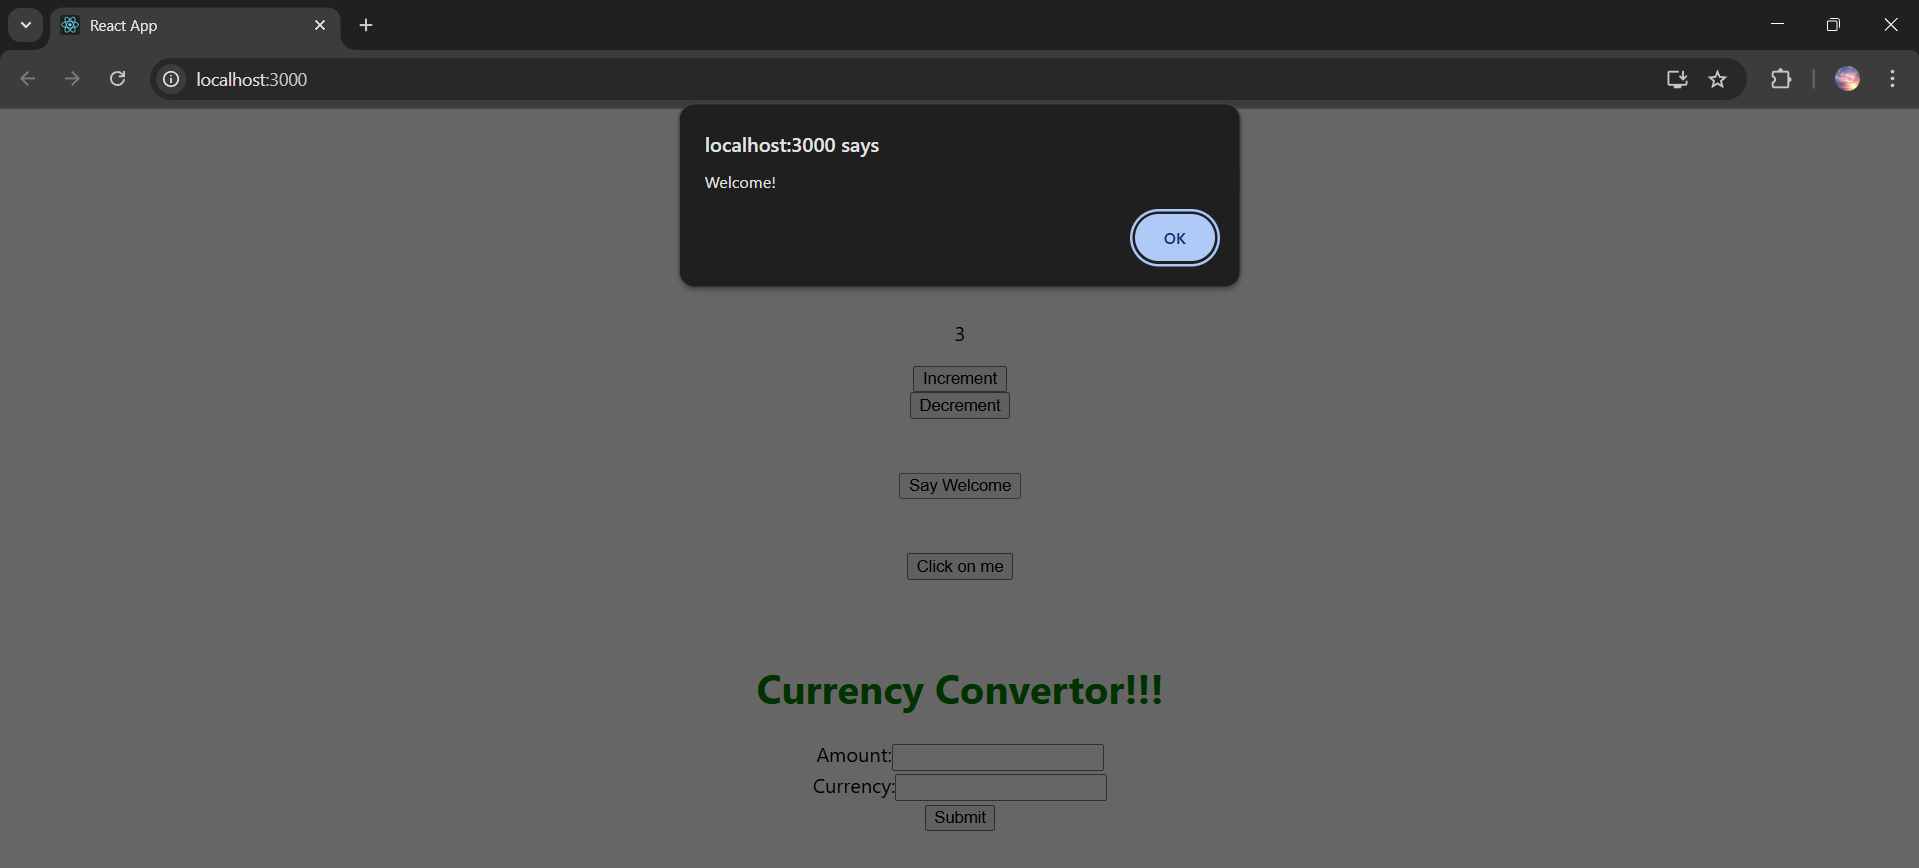 React App
localhost:3000
localhost:3000 says
Welcome!
OK
3
Increment
Decrement
Say Welcome
Click on me
Currency Convertor!!!
Amount:
Currency:
Submit